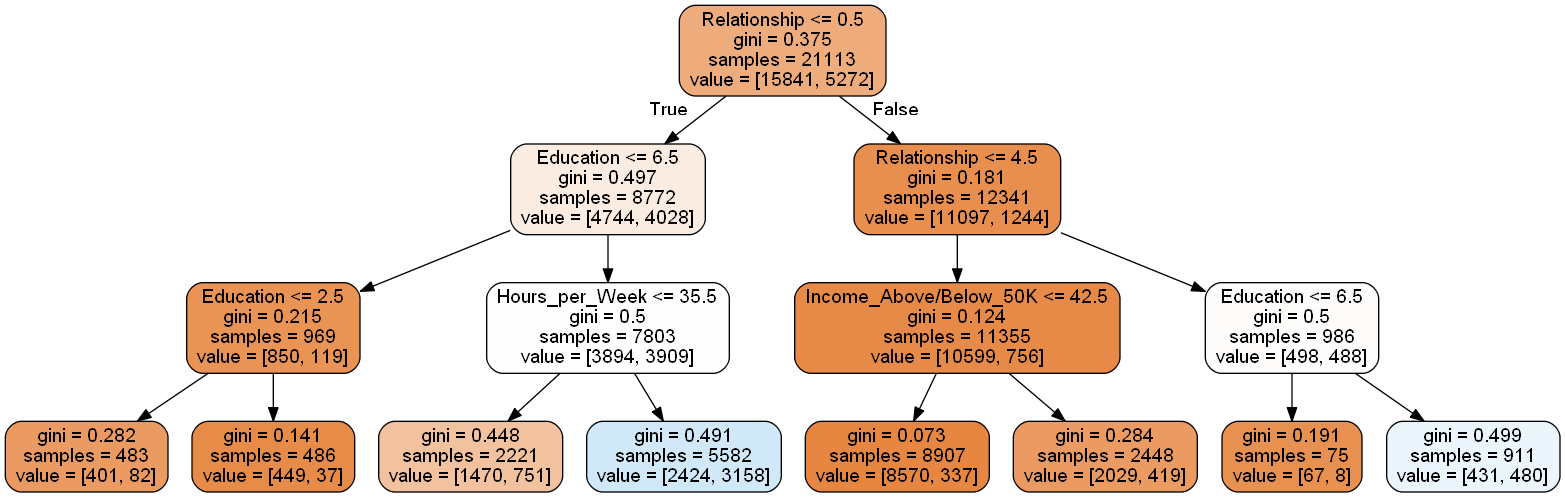 Relationship <= 0.5
gini = 0.375
samples = 21113
value = [15841, 5272]
True
False
Education <= 6.5
gini = 0.497
samples = 8772
value = [4744, 4028]
Relationship <= 4.5
gini = 0.181
samples = 12341
value = [11097, 1244]
Education <= 2.5
gini = 0.215
samples = 969
value = [850, 119]
Hours_per_Week <= 35.5
gini = 0.5
samples = 7803
value = [3894, 3909]
Income_Above/Below_50K <= 42.5
gini = 0.124
samples = 11355
value = [10599, 756]
Education <= 6.5
gini = 0.5
samples = 986
value = [498, 488]
gini = 0.282
samples = 483
value = [401, 82]
gini = 0.141
samples = 486
value = [449, 37]
gini = 0.448
samples = 2221
value = [1470, 751]
gini = 0.491
samples = 5582
value = [2424, 3158]
gini = 0.073
samples = 8907
value = [8570, 337]
gini = 0.284
samples = 2448
value = [2029, 419]
gini = 0.191
samples = 75
value = [67, 8]
gini = 0.499
samples = 911
value = [431, 480]